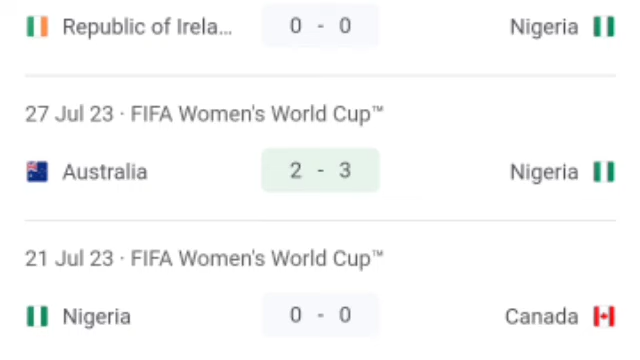 Republic of Irela... 0 - 0 Nigeria
27 Jul 23 · FIFA Women's World Cup™
Australia 2 - 3 Nigeria
21 Jul 23 · FIFA Women's World Cup™
Nigeria 0 - 0 Canada